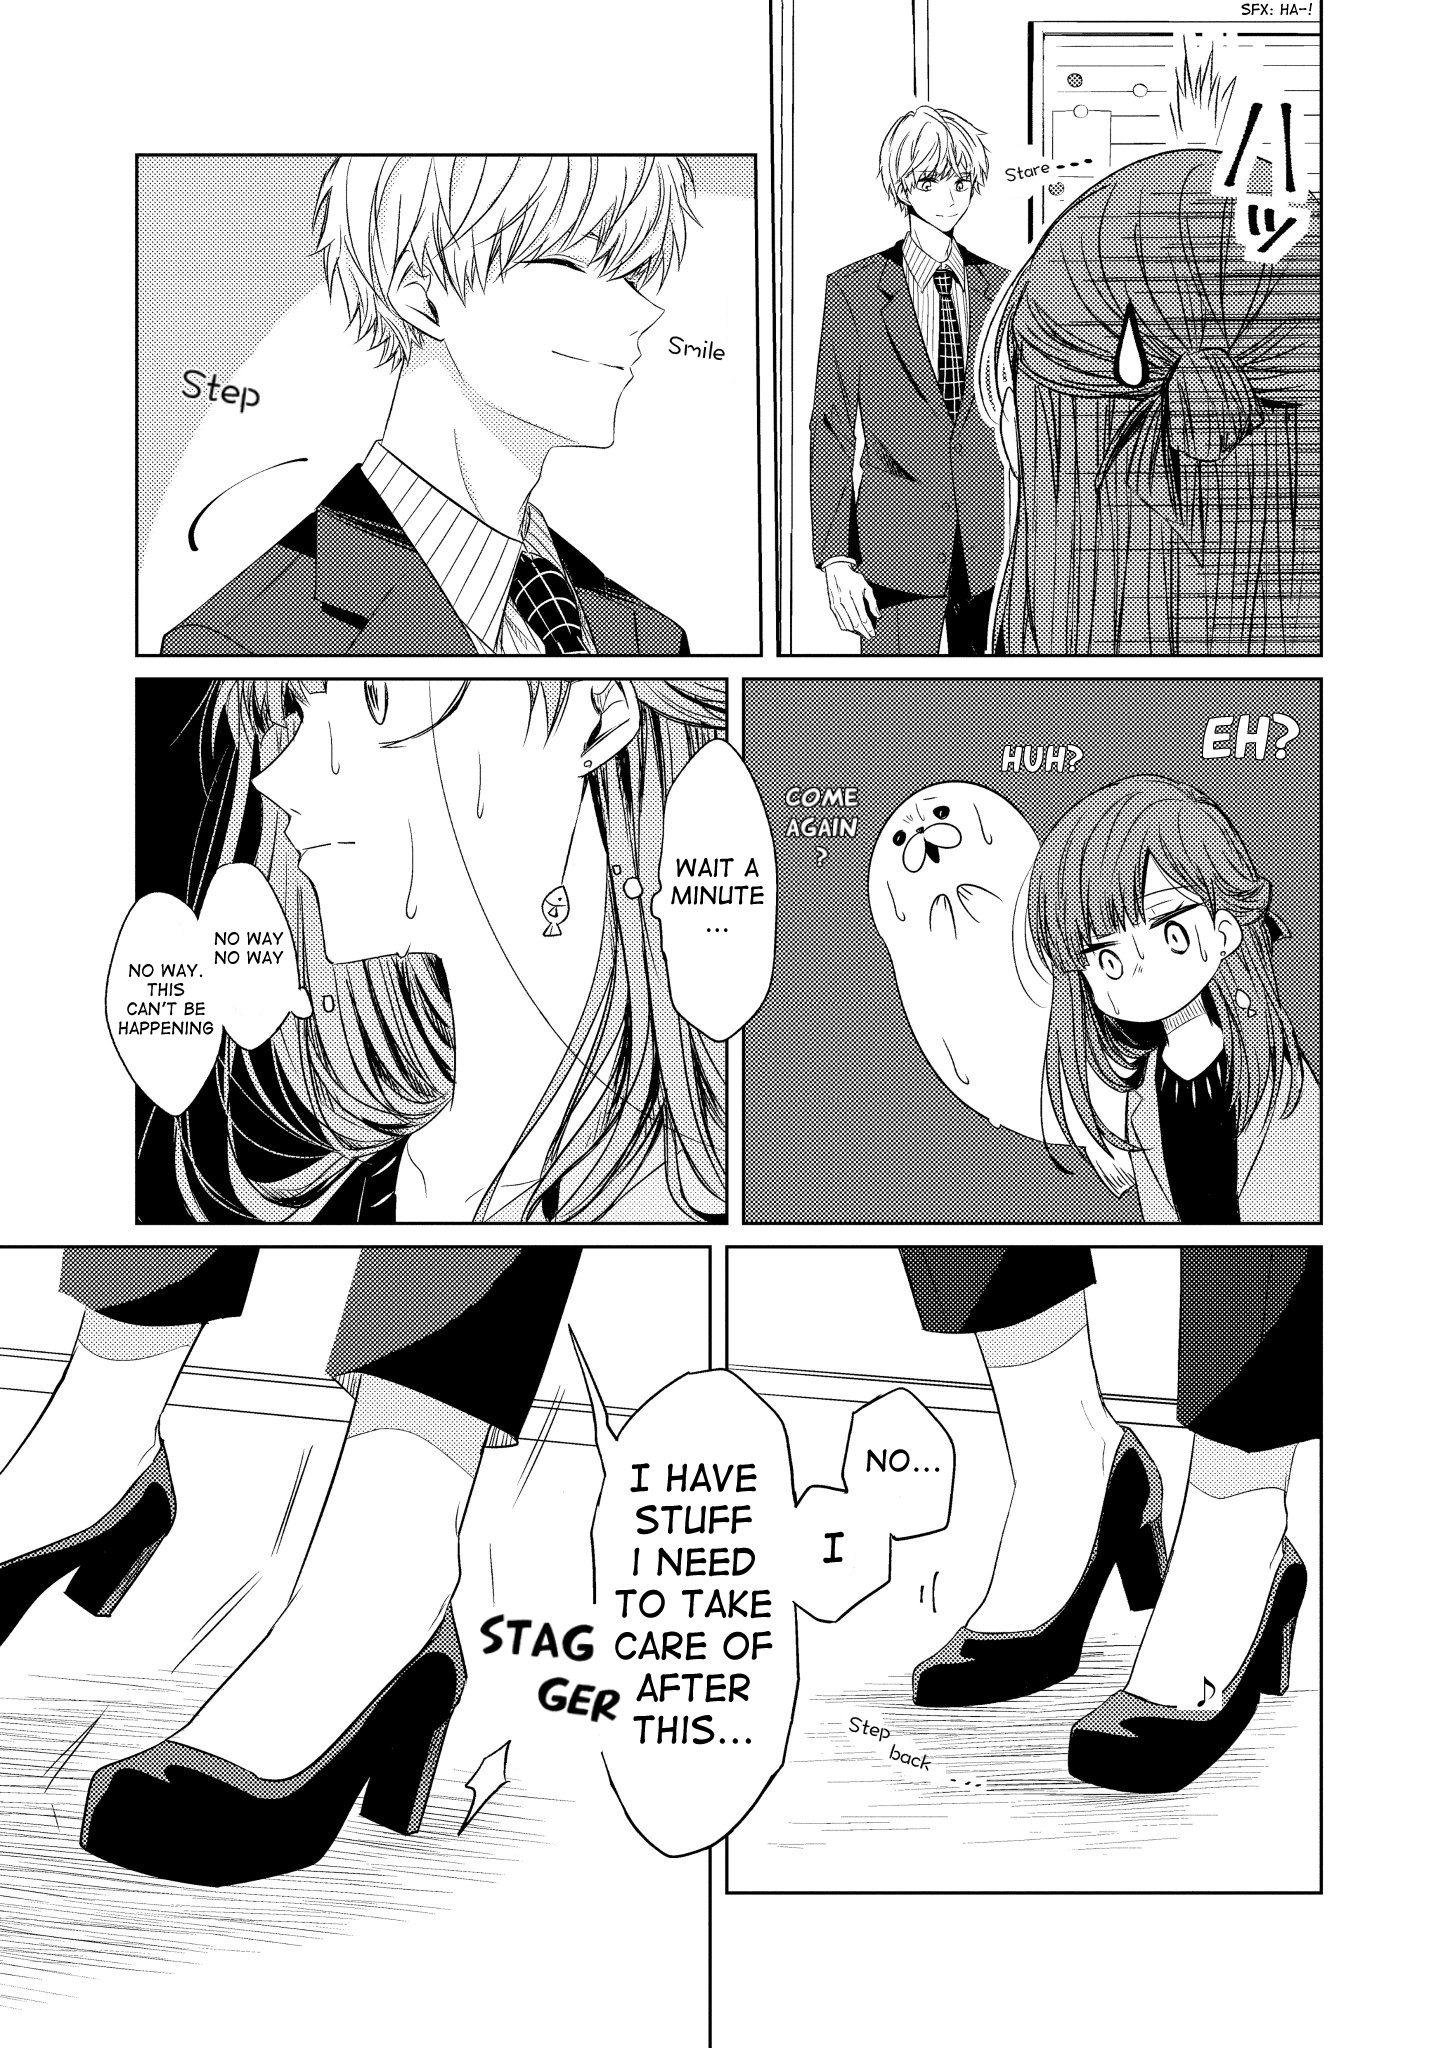 SFX: HA-!
ハッ
Stare
Smile
Step
EH?
HUH?
COME
AGAIN
?
WAIT A
MINUTE
...
NO WAY
NO WAY
NO WAY.
THIS
CAN'T BE
HAPPENING
NO...
I
Step
back
♪
I HAVE
STUFF
I NEED
TO TAKE
CARE OF
AFTER
THIS...
STAG
GER